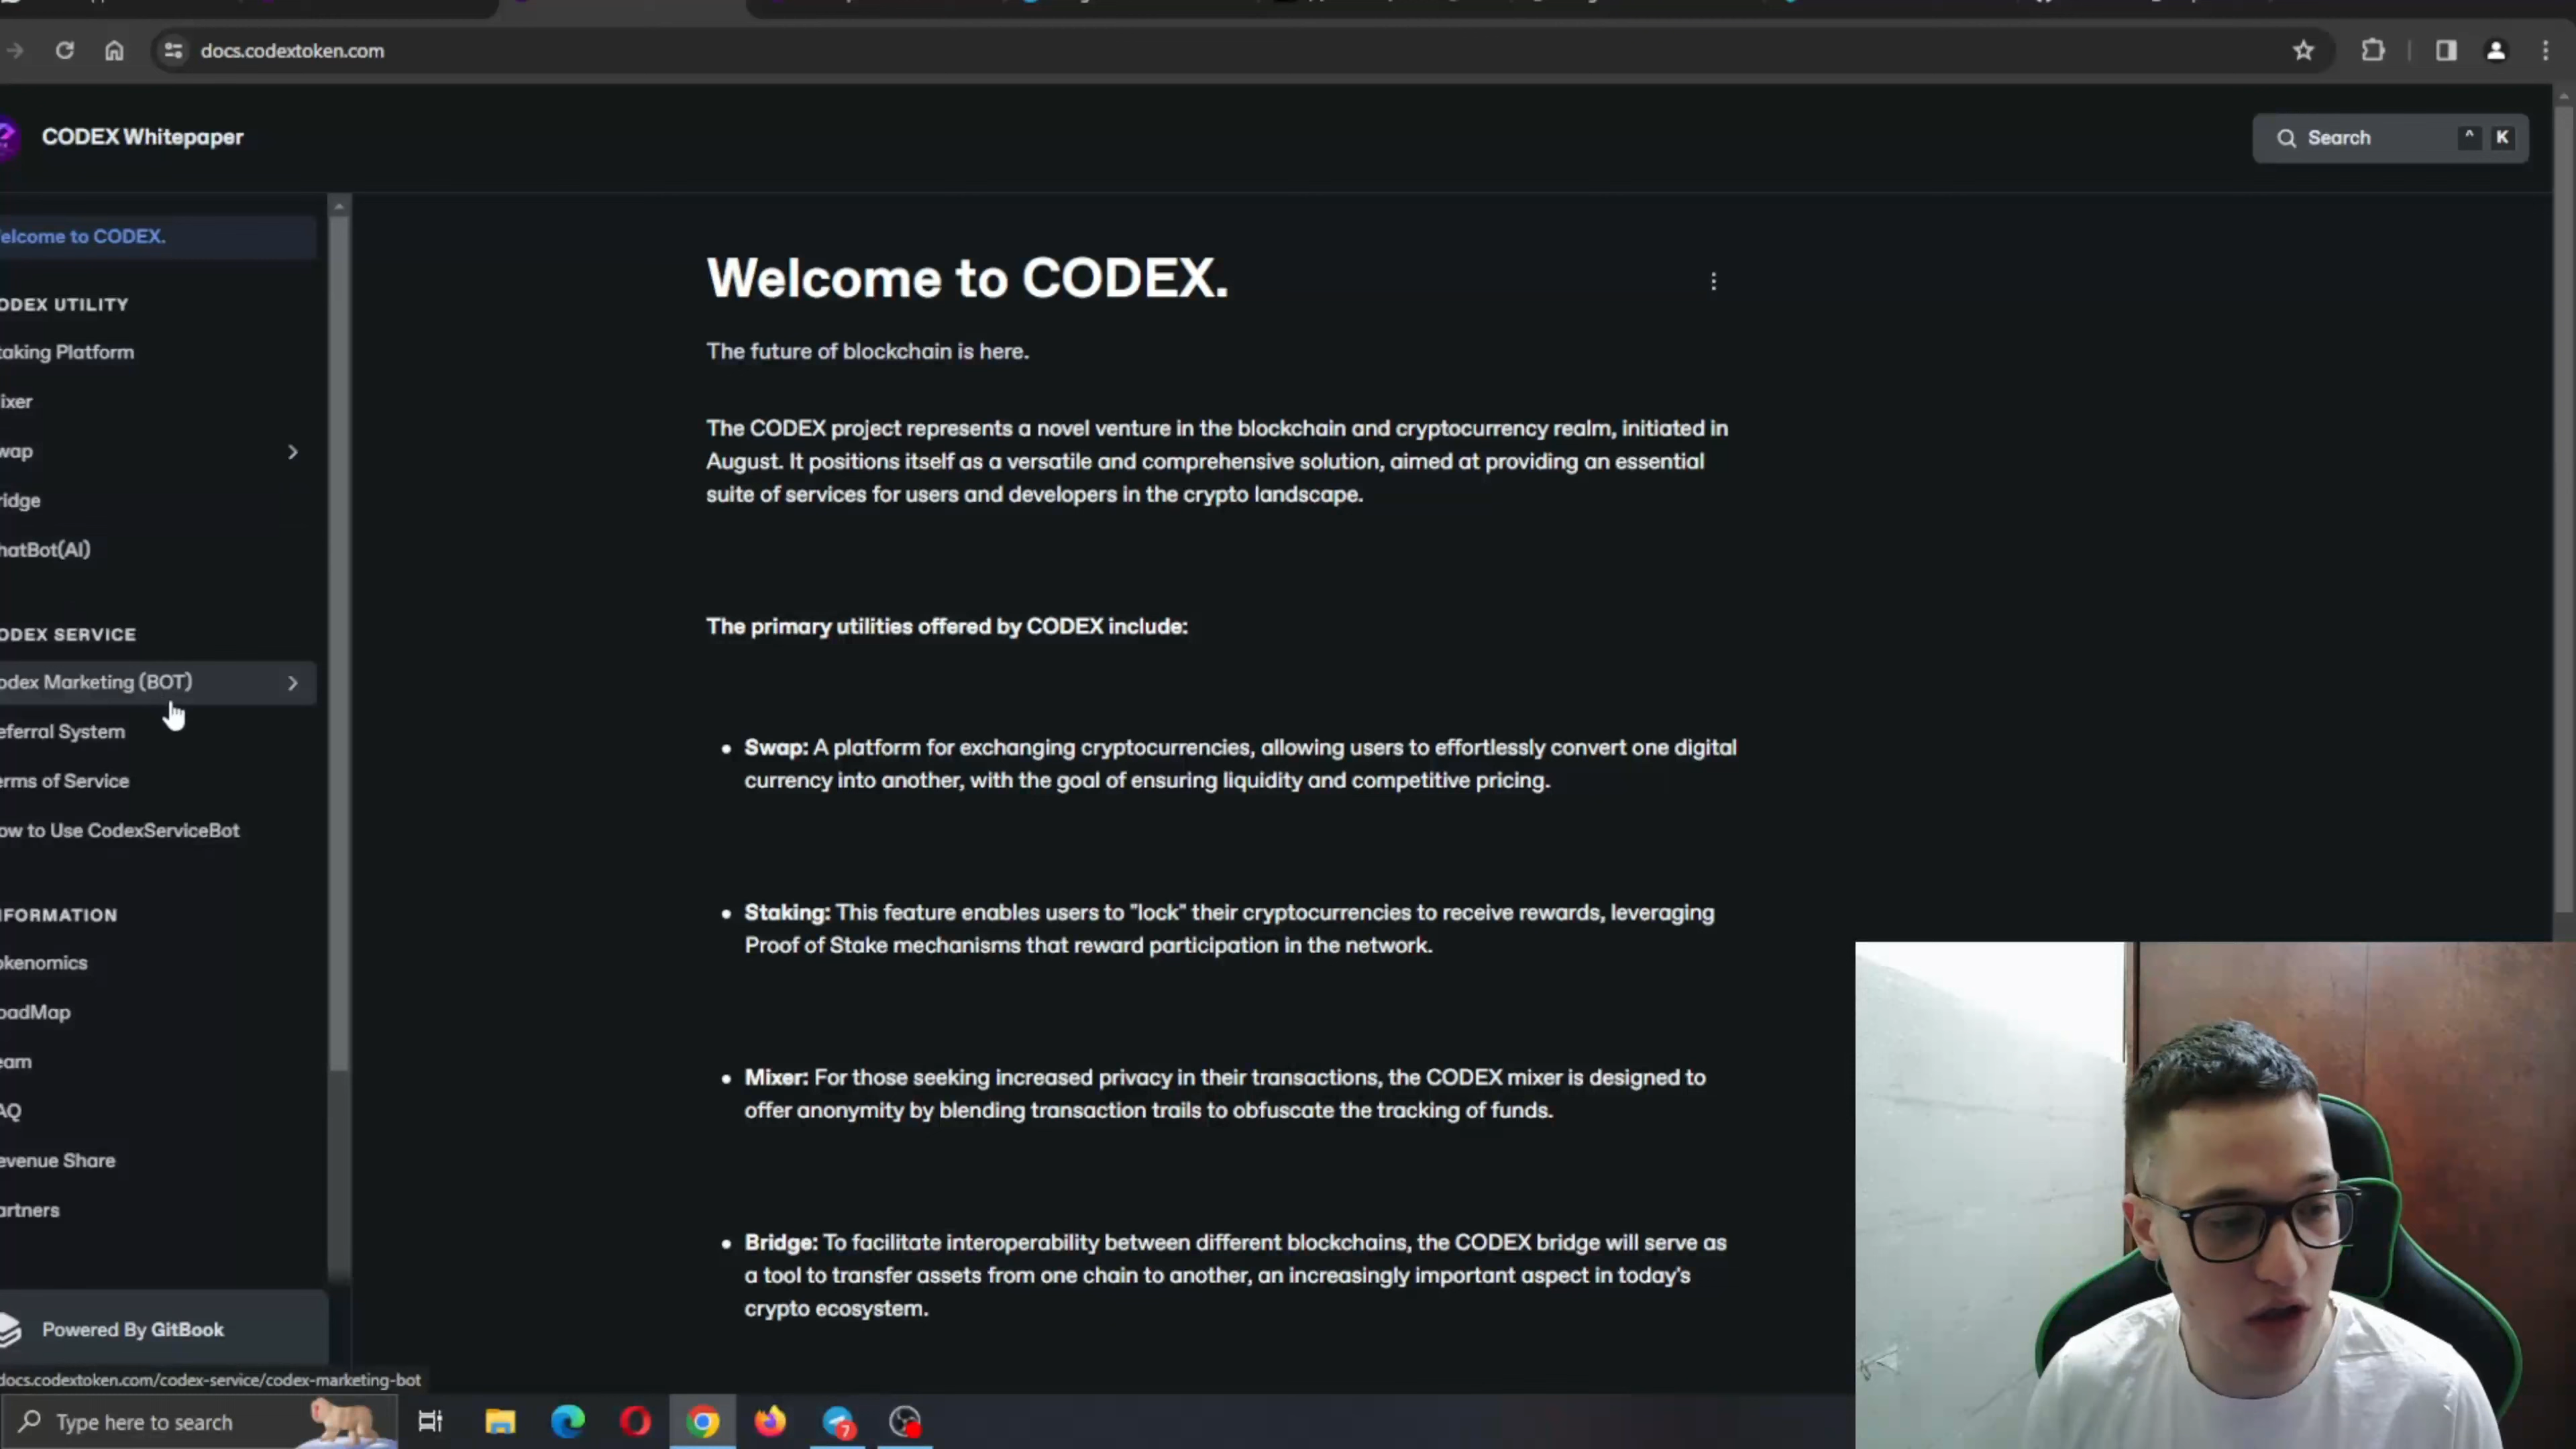 docs.codextoken.com
CODEX Whitepaper
Search
^ K
elcome to CODEX.
ODEX UTILITY
taking Platform
ixer
wap
ridge
hatBot(AI)
ODEX SERVICE
odex Marketing (BOT)
eferral System
erms of Service
ow to Use CodexServiceBot
FORMATION
okenomics
oadMap
eam
AQ
evenue Share
artners
Powered By GitBook
Welcome to CODEX.
The future of blockchain is here.
The CODEX project represents a novel venture in the blockchain and cryptocurrency realm, initiated in
August. It positions itself as a versatile and comprehensive solution, aimed at providing an essential
suite of services for users and developers in the crypto landscape.
The primary utilities offered by CODEX include:
• Swap: A platform for exchanging cryptocurrencies, allowing users to effortlessly convert one digital
currency into another, with the goal of ensuring liquidity and competitive pricing.
• Staking: This feature enables users to "lock" their cryptocurrencies to receive rewards, leveraging
Proof of Stake mechanisms that reward participation in the network.
• Mixer: For those seeking increased privacy in their transactions, the CODEX mixer is designed to
offer anonymity by blending transaction trails to obfuscate the tracking of funds.
• Bridge: To facilitate interoperability between different blockchains, the CODEX bridge will serve as
a tool to transfer assets from one chain to another, an increasingly important aspect in today's
crypto ecosystem.
docs.codextoken.com/codex-service/codex-marketing-bot
Type here to search
7